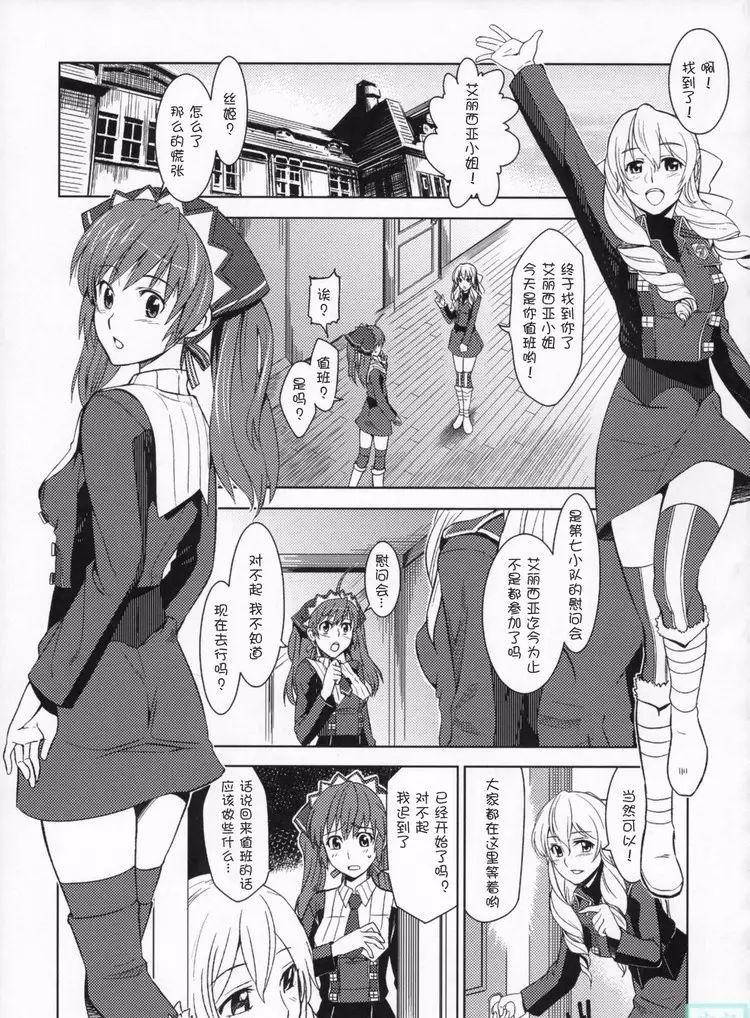 啊！
找到了！
艾丽西亚小姐！
丝姬？
怎么了
那么的慌张
终于找到你了
艾丽西亚小姐
今天是你值班哟！
诶？
值班？
是吗？
是第七小队的慰问会
艾丽西亚迄今为止
不是都参加了吗
慰问会…
对不起 我不知道
现在去行吗？
当然可以！
大家都在这里
等着哟
已经开始了吗？
对不起
我迟到了
话说回来值班的话
应该做些什么…